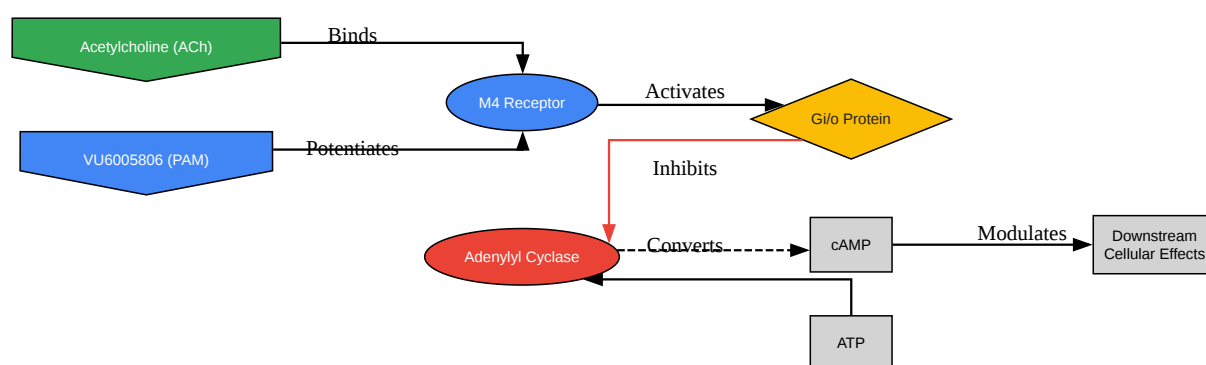 Acetylcholine (ACh)
Binds
M4 Receptor
Activates
Gi/o Protein
VU6005806 (PAM)
Potentiates
Inhibits
Adenylyl Cyclase
Converts
cAMP
Modulates
Downstream
Cellular Effects
ATP